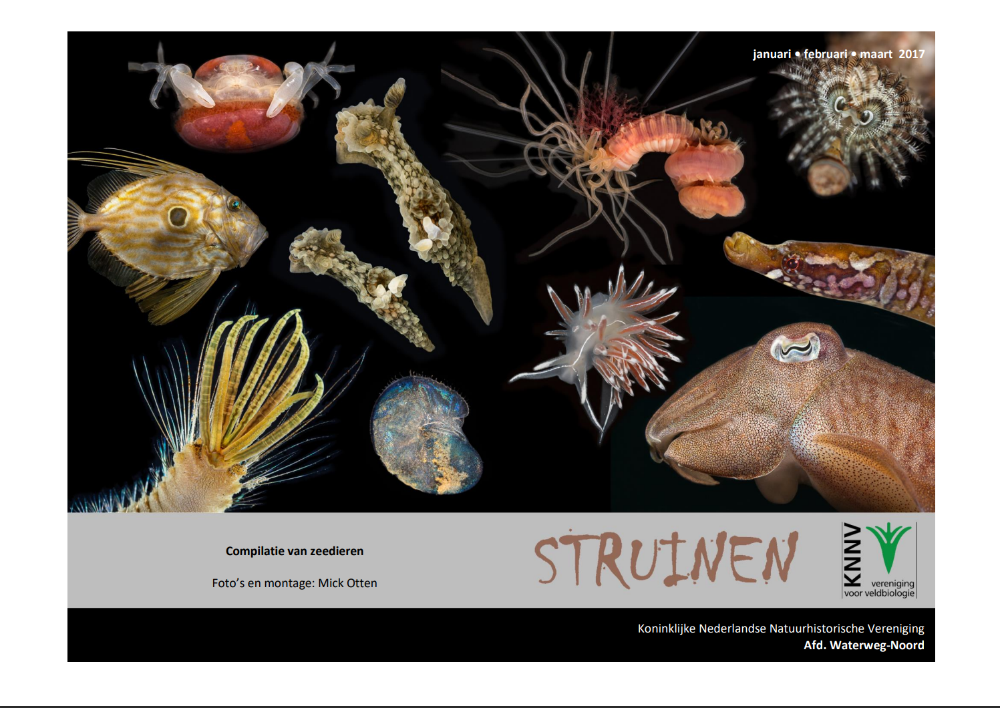 januari • februari • maart 2017
Compilatie van zeedieren
Foto's en montage: Mick Otten
STRUINEN
KNNV
vereniging
voor veldbiologie
Koninklijke Nederlandse Natuurhistorische Vereniging
Afd. Waterweg-Noord